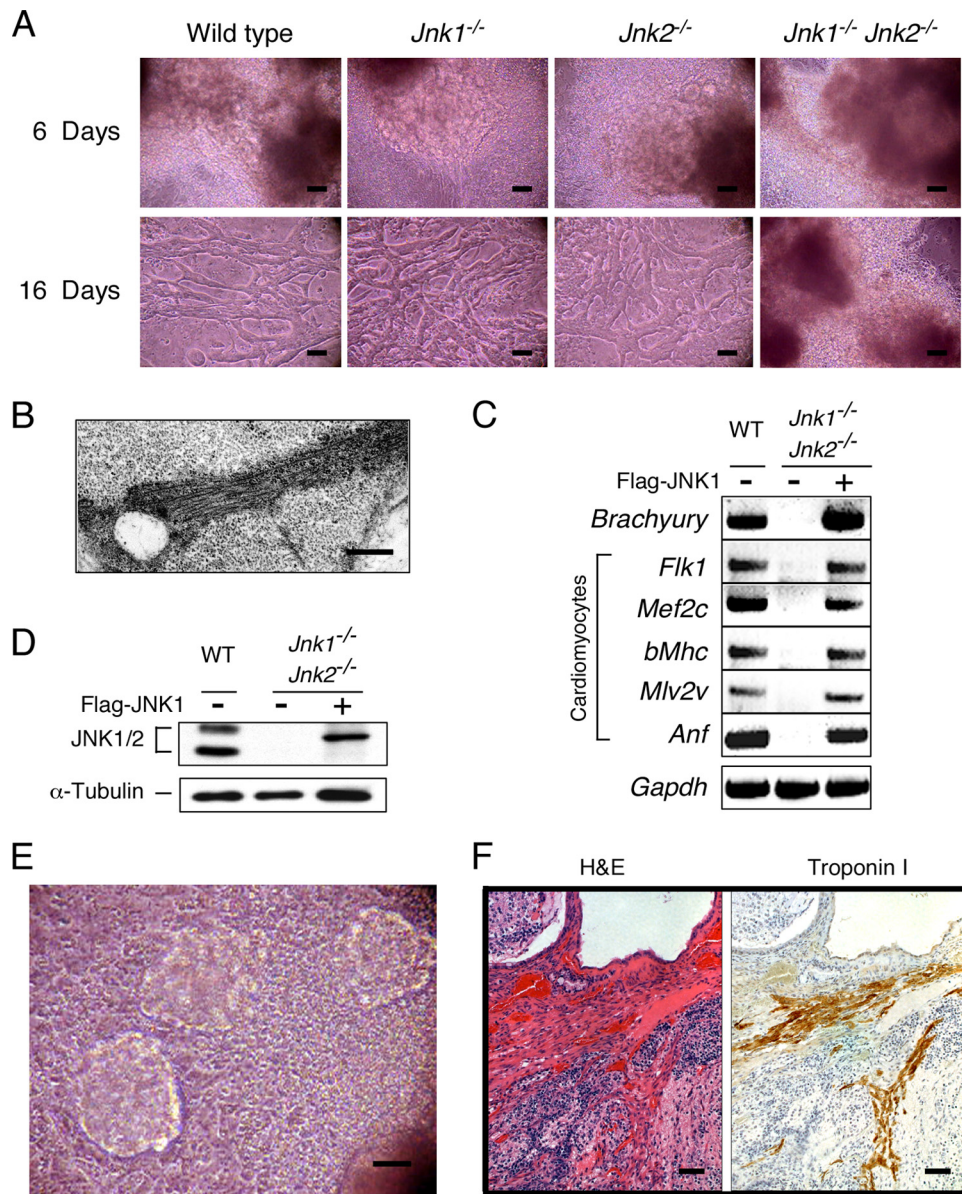 A
Wild type
Jnk1-/-
Jnk2-/-
Jnk1-/- Jnk2-/-
6 Days
16 Days
B
C
WT
Jnk1-/-
Jnk2-/-
Flag-JNK1
-
-
+
Brachyury
Cardiomyocytes
Flk1
Mef2c
bMhc
Mlv2v
Anf
Gapdh
D
WT
Jnk1-/-
Jnk2-/-
Flag-JNK1
-
-
+
JNK1/2
α-Tubulin
E
F
H&E
Troponin I